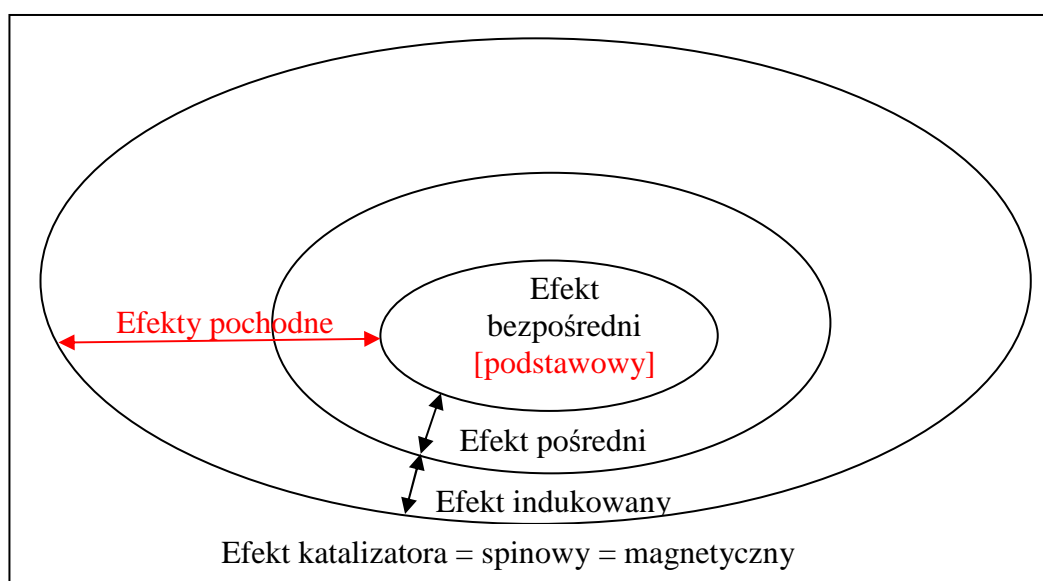 Efekt
bezpośredni
[podstawowy]
Efekty pochodne
Efekt pośredni
Efekt indukowany
Efekt katalizatora = spinowy = magnetyczny